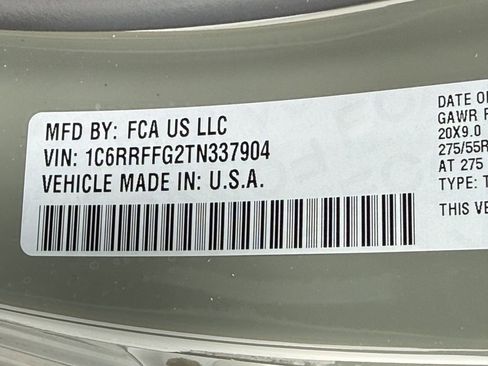 MFD BY: FCA US LLC
VIN: 1C6RRFFG2TN337904
VEHICLE MADE IN: U.S.A.
DATE OF
GAWR F
20X9.0
275/55R
AT 275
TYPE: T
THIS VE